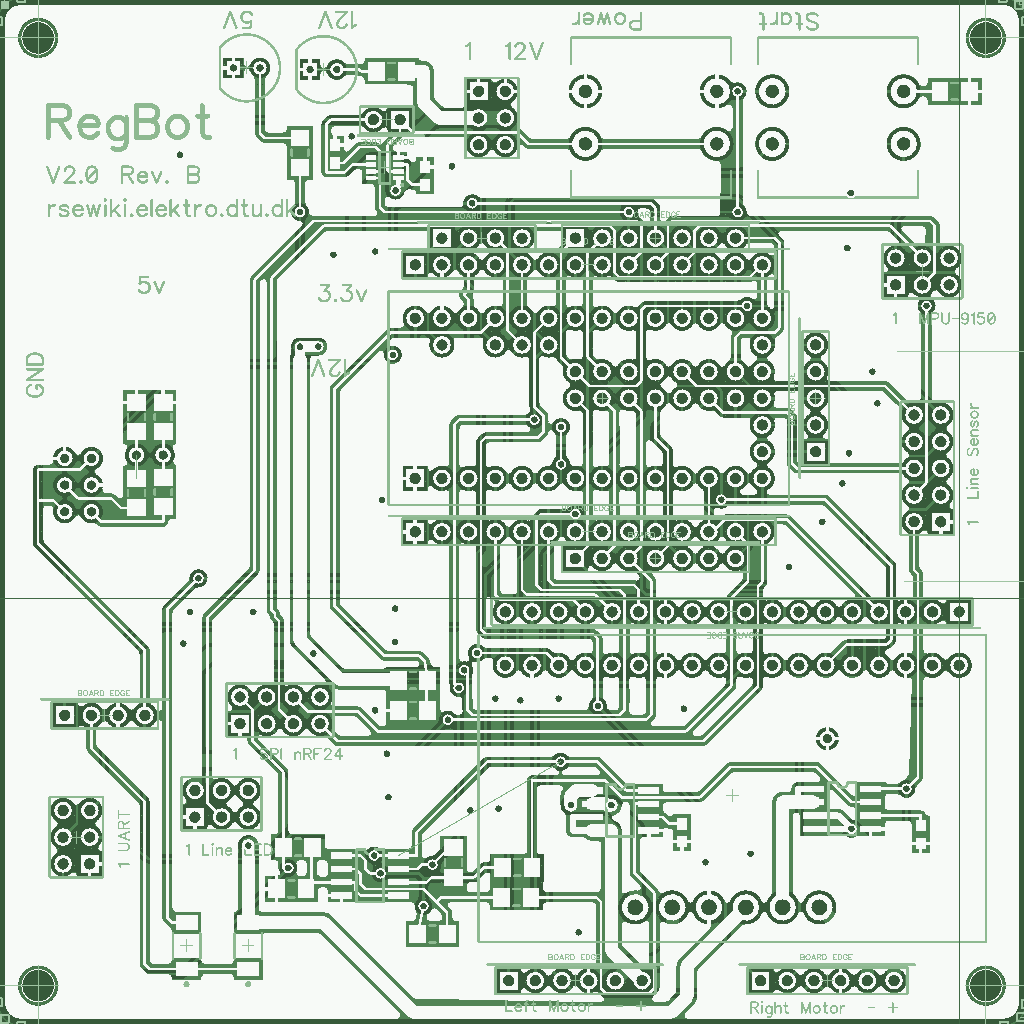 5V
12V
Power
Start
1 12V
RegBot
V2.0 Rev. B
rsewiki.elektro.dtu.dk
BOARD EDGE
BOARD EDGE
5v
3.3v
1 MPU-9150
GND
12V
1 Line Sensor
BOARD EDGE
BOARD EDGE
1 SPI nRF24
1 UART
1 Line LED
BOARD EDGE
BOARD EDGE
Left Motor +
Right Motor - +